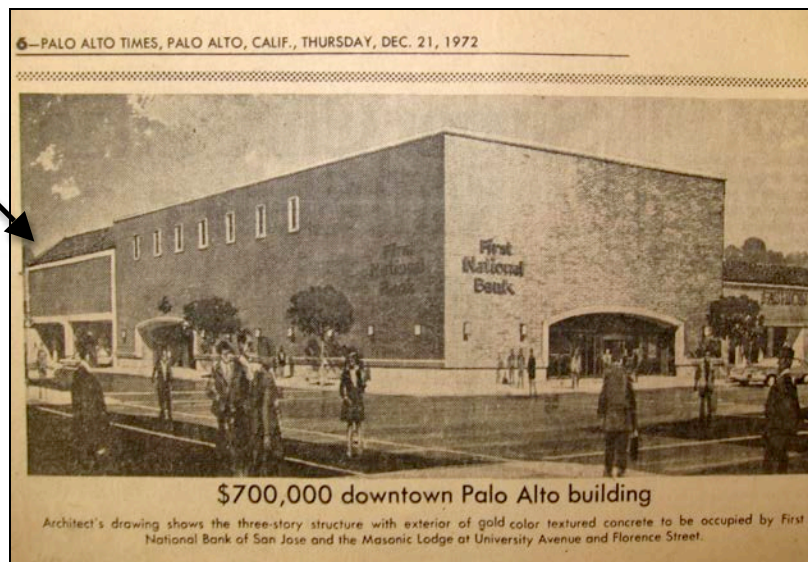 6—PALO ALTO TIMES, PALO ALTO, CALIF., THURSDAY, DEC. 21, 1972
First
National
Bank
First
National
Bank
$700,000 downtown Palo Alto building
Architect's drawing shows the three-story structure with exterior of gold color textured concrete to be occupied by First
National Bank of San Jose and the Masonic Lodge at University Avenue and Florence Street.